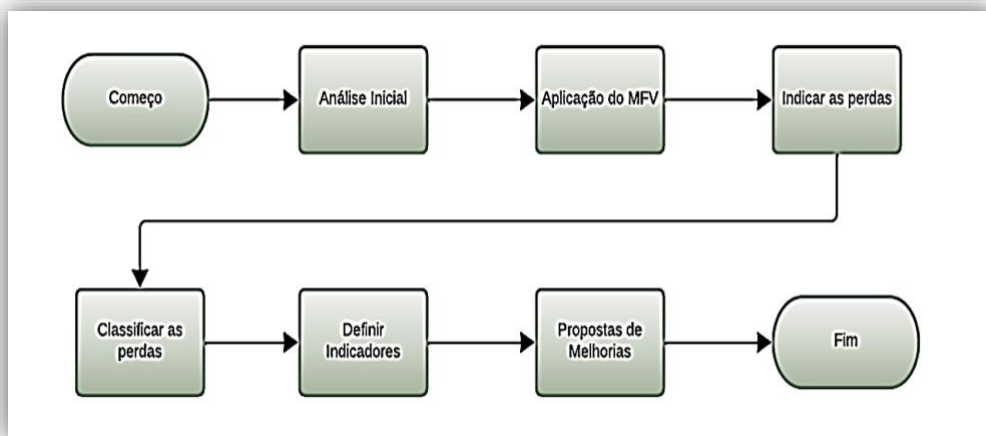 Começo
Análise Inicial
Aplicação do MFV
Indicar as perdas
Classificar as
perdas
Definir
Indicadores
Propostas de
Melhorias
Fim